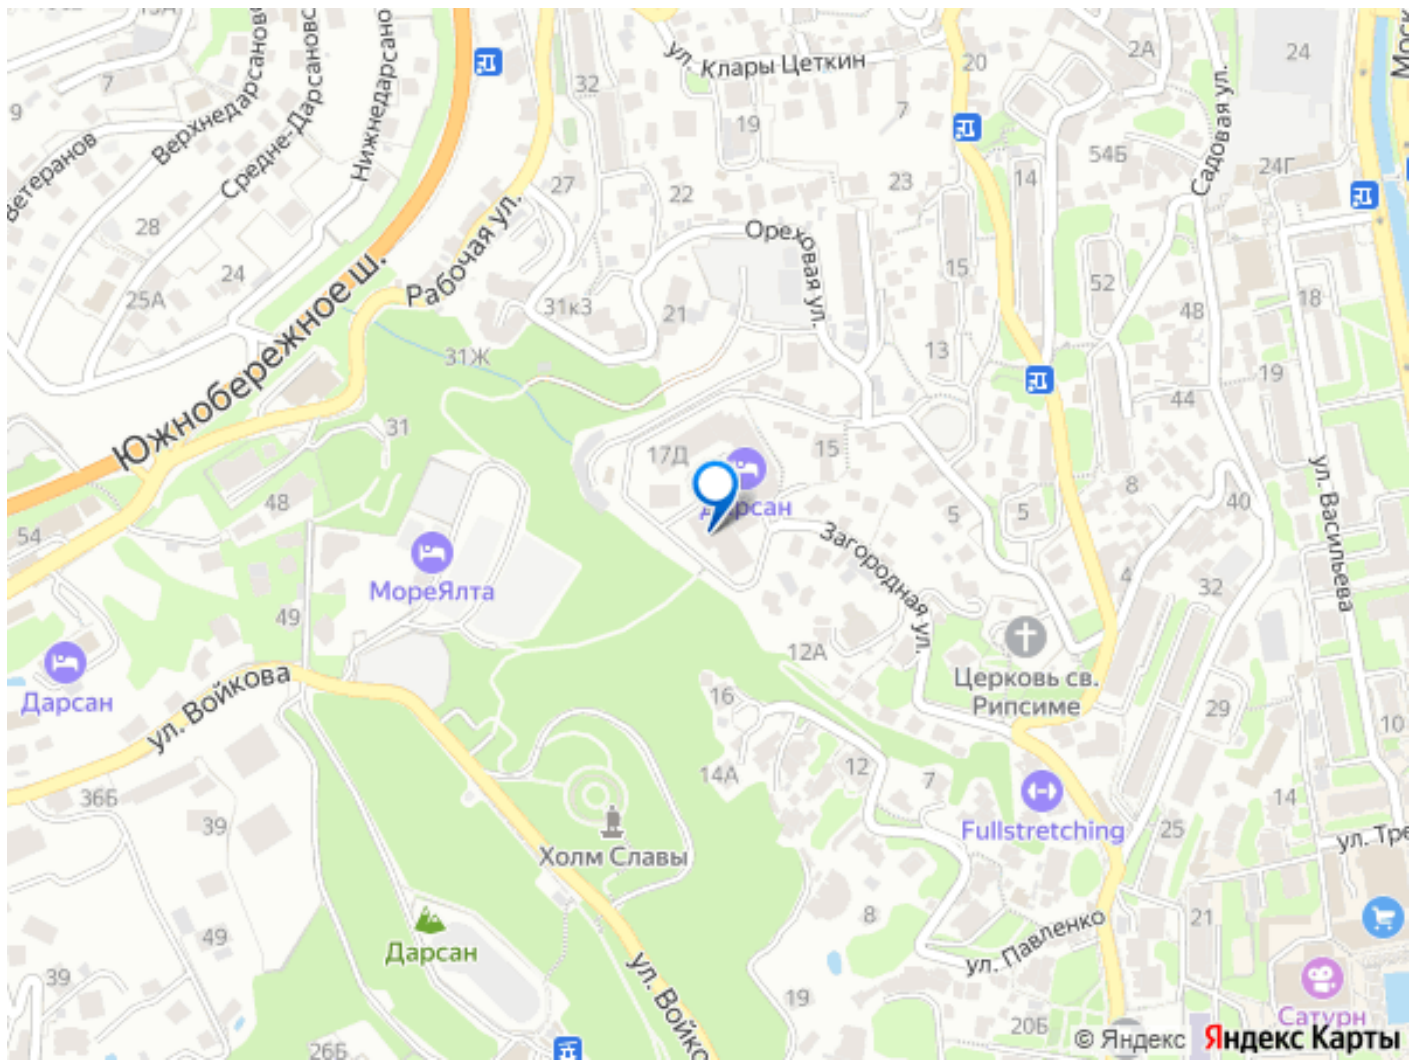 7
9
Ветеранов
Верхнедарсановс
Средне-Дарсановс
Нижнедарсано
28
24
25А
Южнобережное ш.
Рабочая ул.
32
27
ул. Клары Цеткин
19
7
20
2А
24
Моск
22
23
14
54Б
Садовая ул.
24Г
Ореховая ул.
15
52
18
31к3
21
48
31Ж
13
19
31
44
17Д
15
48
Дарсан
5
5
8
40
ул. Васильева
54
МореЯлта
Загородная ул.
4
32
49
Дарсан
12А
Церковь св.
Рипсиме
ул. Войкова
16
29
10
14А
12
7
36Б
39
14
Fullstretching
25
ул. Тре
Холм Славы
8
21
49
Дарсан
ул. Павленко
39
ул. Войко
19
Сатурн
20Б
26Б
© Яндекс Яндекс Карты